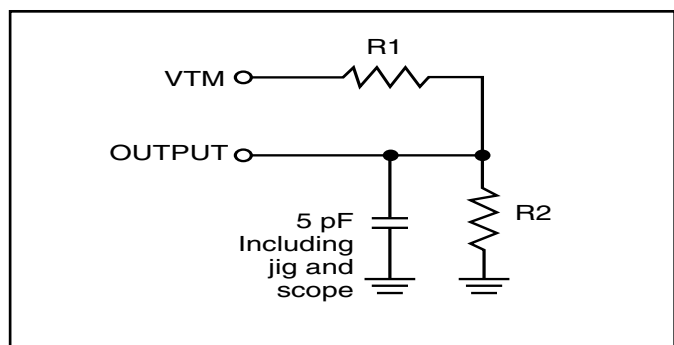 R1
VTM
OUTPUT
5 pF
Including
jig and
scope
R2